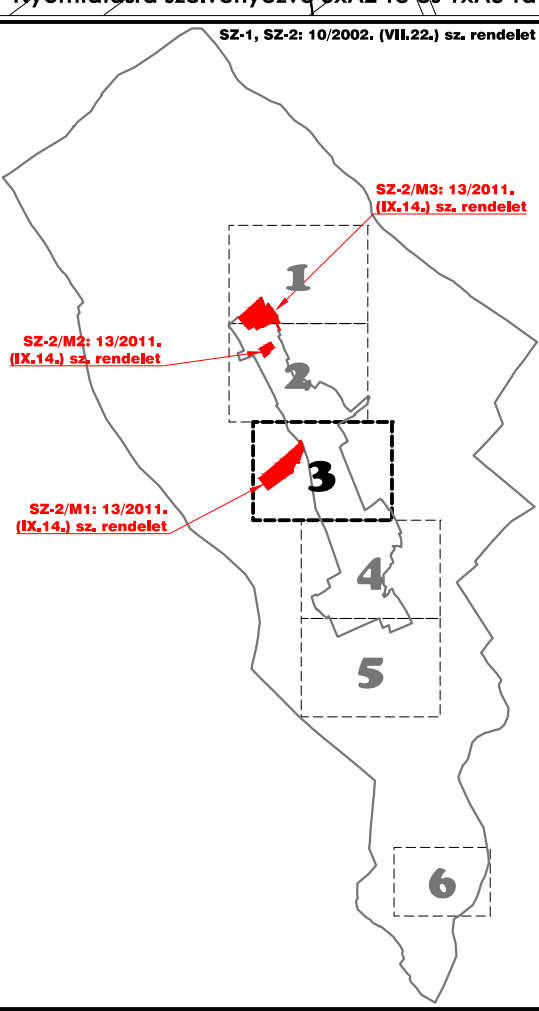 SZ-1, SZ-2: 10/2002. (VII.22.) sz. rendelet
SZ-2/M3: 13/2011.
(IX.14.) sz. rendelet
1
SZ-2/M2: 13/2011.
(IX.14.) sz. rendelet
2
3
SZ-2/M1: 13/2011.
(IX.14.) sz. rendelet
4
5
6